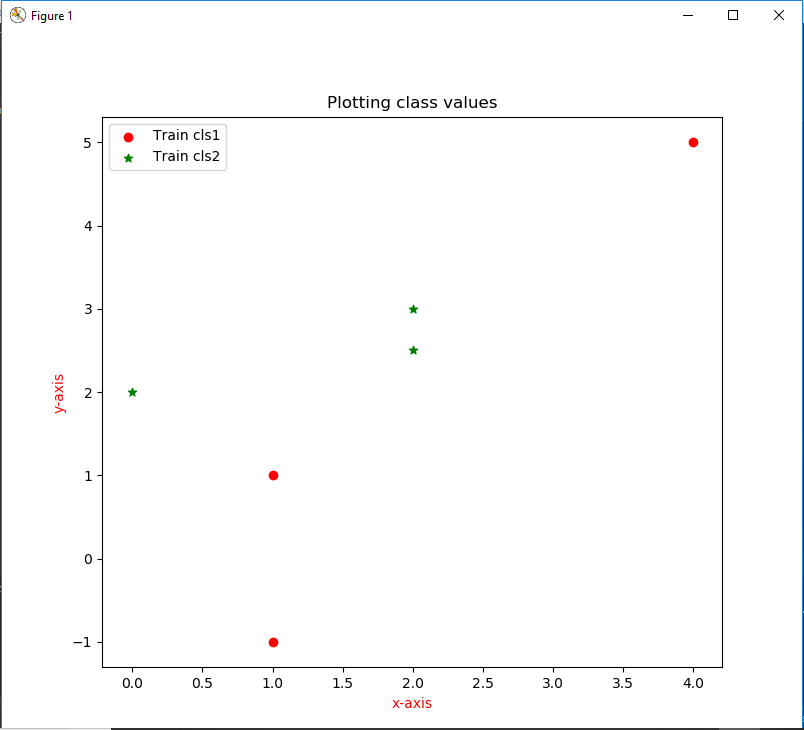 Figure 1
Plotting class values
Train cls1
Train cls2
5
4
3
2
1
0
−1
y-axis
0.0 0.5 1.0 1.5 2.0 2.5 3.0 3.5 4.0
x-axis